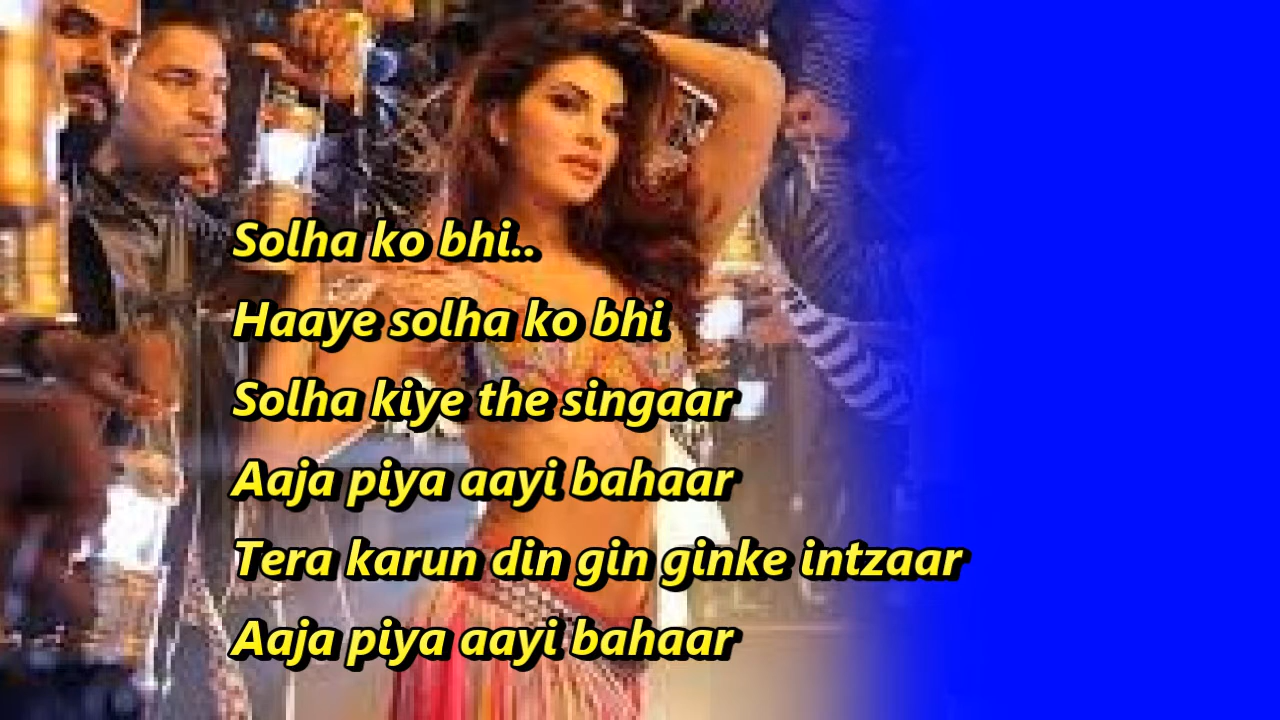 Solha ko bhi..
Haaye solha ko bhi
Solha kiye the singaar
Aaja piya aayi bahaar
Tera karun din gin ginke intzaar
Aaja piya aayi bahaar